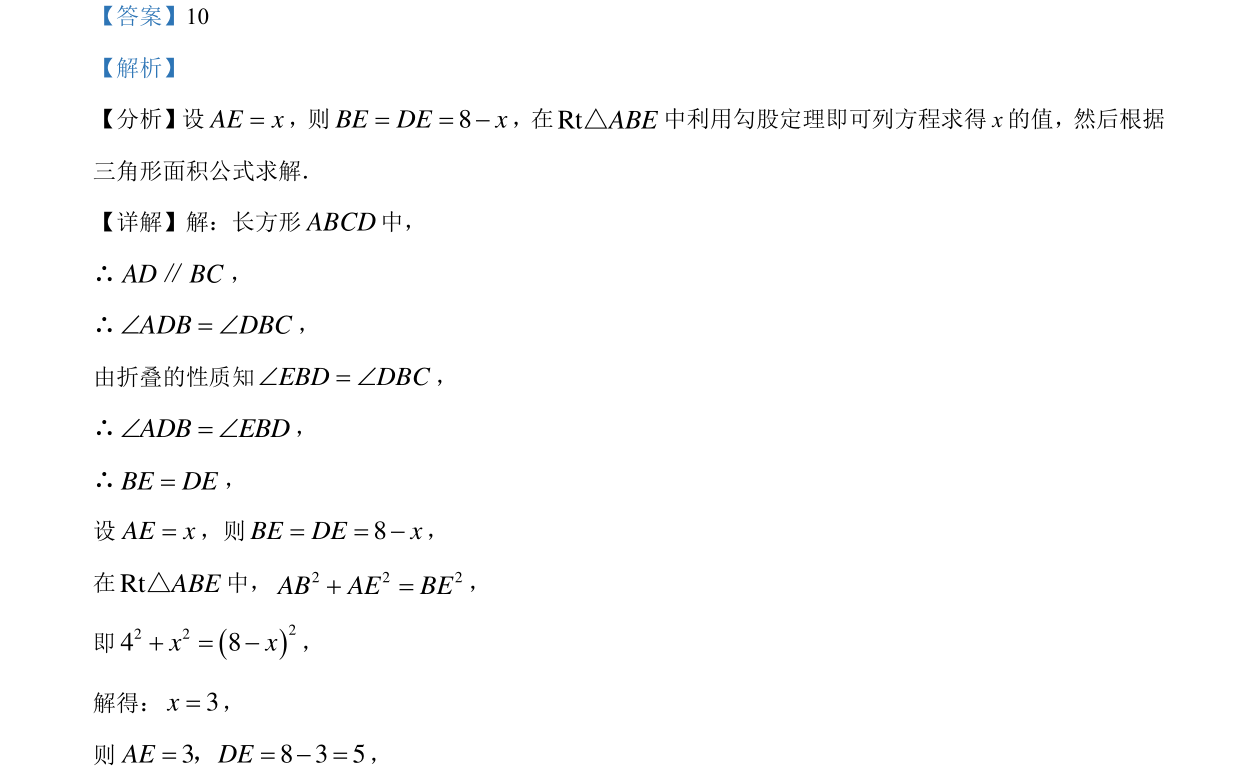 【答案】10
【解析】
【分析】设 AE = x，则 BE = DE = 8 − x，在 Rt△ABE 中利用勾股定理即可列方程求得 x 的值，然后根据
三角形面积公式求解．
【详解】解：长方形 ABCD 中，
∴ AD ∥ BC，
∴ ∠ADB = ∠DBC，
由折叠的性质知 ∠EBD = ∠DBC，
∴ ∠ADB = ∠EBD，
∴ BE = DE，
设 AE = x，则 BE = DE = 8 − x，
在 Rt△ABE 中， AB² + AE² = BE²，
即 4² + x² = (8 − x)²，
解得： x = 3，
则 AE = 3，DE = 8 − 3 = 5，